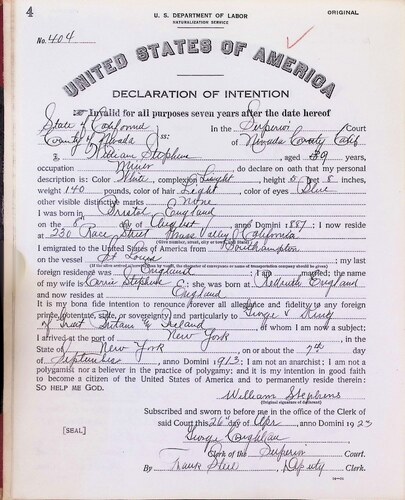 4
U. S. DEPARTMENT OF LABOR
NATURALIZATION SERVICE
ORIGINAL
No. 404
UNITED STATES OF AMERICA
DECLARATION OF INTENTION
Invalid for all purposes seven years after the date hereof
State of California
In the Superior Court
County of Nevada ss:
of Nevada County Calif
I, William Stephens, aged 39 years,
occupation Miner, do declare on oath that my personal
description is: Color White, complexion Light, height 5 feet 8 inches,
weight 140 pounds, color of hair Light, color of eyes Blue
other visible distinctive marks None
I was born in Bristol England
on the day of August, anno Domini 1887; I now reside
at 230 Race Street Grass Valley California
(Give number, street, city or town, and State.)
I emigrated to the United States of America from Southampton
on the vessel St Louis; my last
foreign residence was England; I am married; the name
of my wife is Carrie Stephens; she was born at Redruth England
and now resides at England
It is my bona fide intention to renounce forever all allegiance and fidelity to any foreign
prince, potentate, state, or sovereignty, and particularly to George V King
of Great Britain & Ireland, of whom I am now a subject;
I arrived at the port of New York, in the
State of New York, on or about the 7th day
of September, anno Domini 1913; I am not an anarchist; I am not a
polygamist nor a believer in the practice of polygamy; and it is my intention in good faith
to become a citizen of the United States of America and to permanently reside therein:
SO HELP ME GOD.
William Stephens
(Original signature of declarant.)
Subscribed and sworn to before me in the office of the Clerk of
said Court this 26th day of Apr, anno Domini 1923
[SEAL]
George
Clerk of the Superior Court.
By Frank Steel, Deputy Clerk.